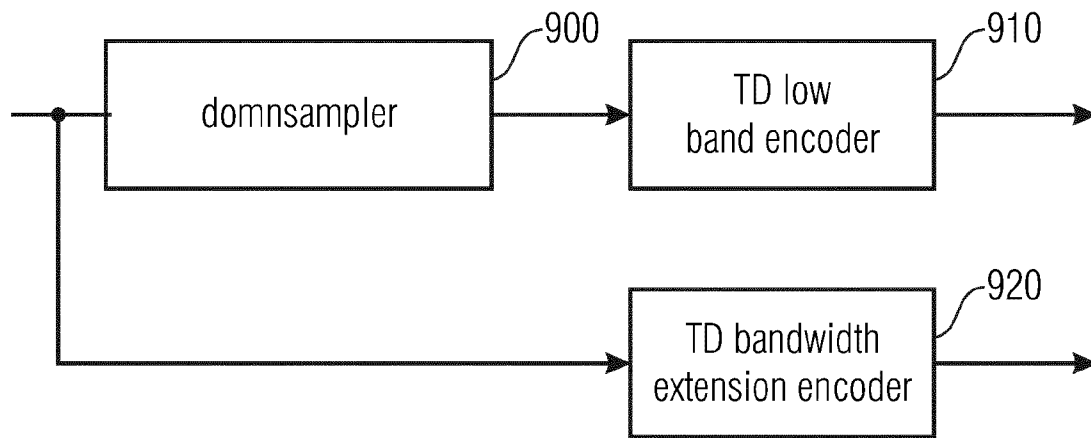 900
domnsampler
910
TD low
band encoder
920
TD bandwidth
extension encoder